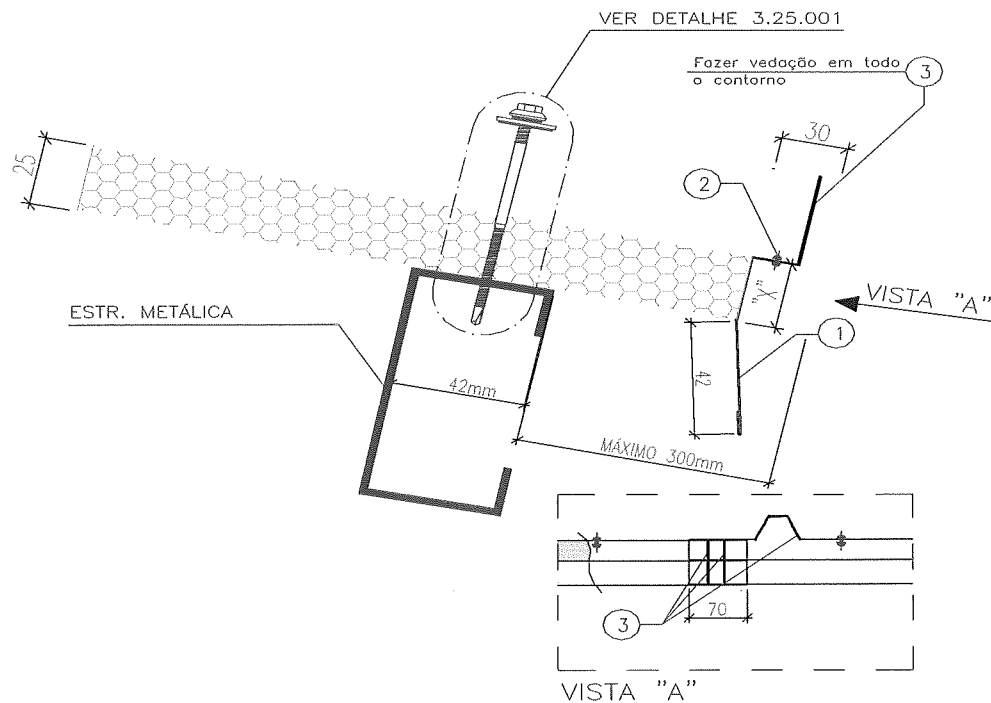 VER DETALHE 3.25.001
Fazer vedação em todo
o contorno
3
30
25
2
"X"
VISTA "A"
ESTR. METÁLICA
1
42
42mm
MÁXIMO 300mm
70
3
VISTA "A"